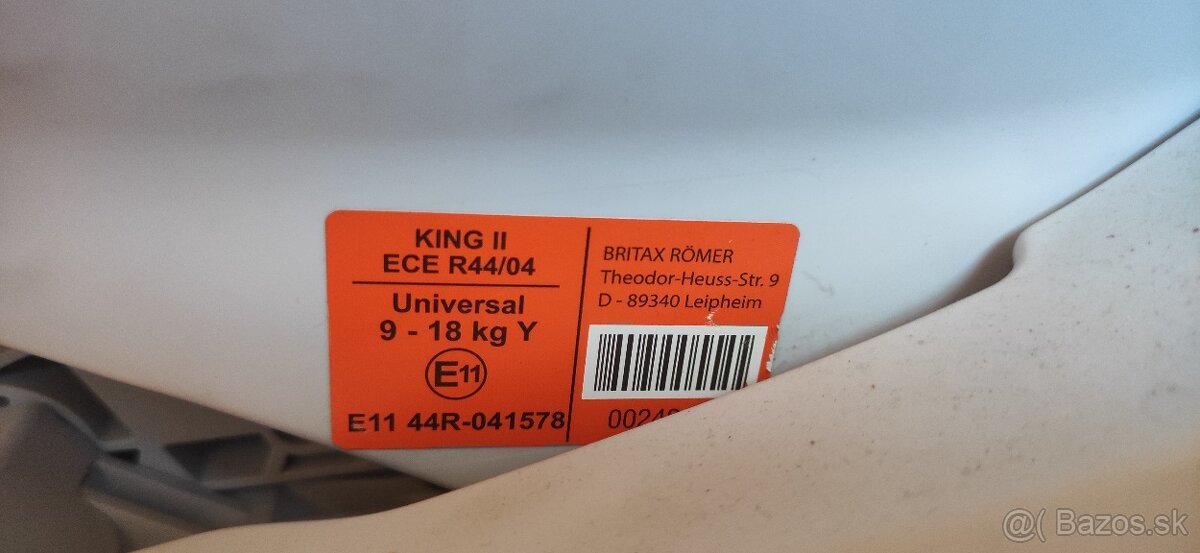 KING II
ECE R44/04
Universal
9 - 18 kg Y
E11
E11 44R-041578
BRITAX RÖMER
Theodor-Heuss-Str. 9
D - 89340 Leipheim
@( Bazos.sk